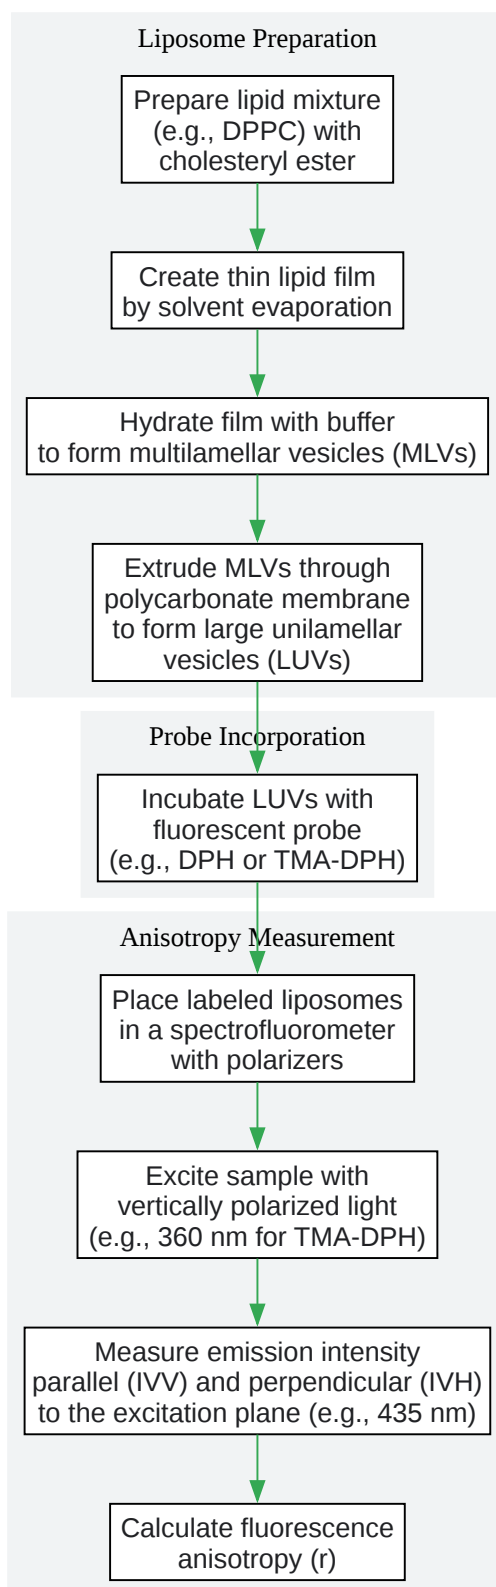 Liposome Preparation
Prepare lipid mixture
(e.g., DPPC) with
cholesteryl ester
Create thin lipid film
by solvent evaporation
Hydrate film with buffer
to form multilamellar vesicles (MLVs)
Extrude MLVs through
polycarbonate membrane
to form large unilamellar
vesicles (LUVs)
Probe Incorporation
Incubate LUVs with
fluorescent probe
(e.g., DPH or TMA-DPH)
Anisotropy Measurement
Place labeled liposomes
in a spectrofluorometer
with polarizers
Excite sample with
vertically polarized light
(e.g., 360 nm for TMA-DPH)
Measure emission intensity
parallel (IVV) and perpendicular (IVH)
to the excitation plane (e.g., 435 nm)
Calculate fluorescence
anisotropy (r)